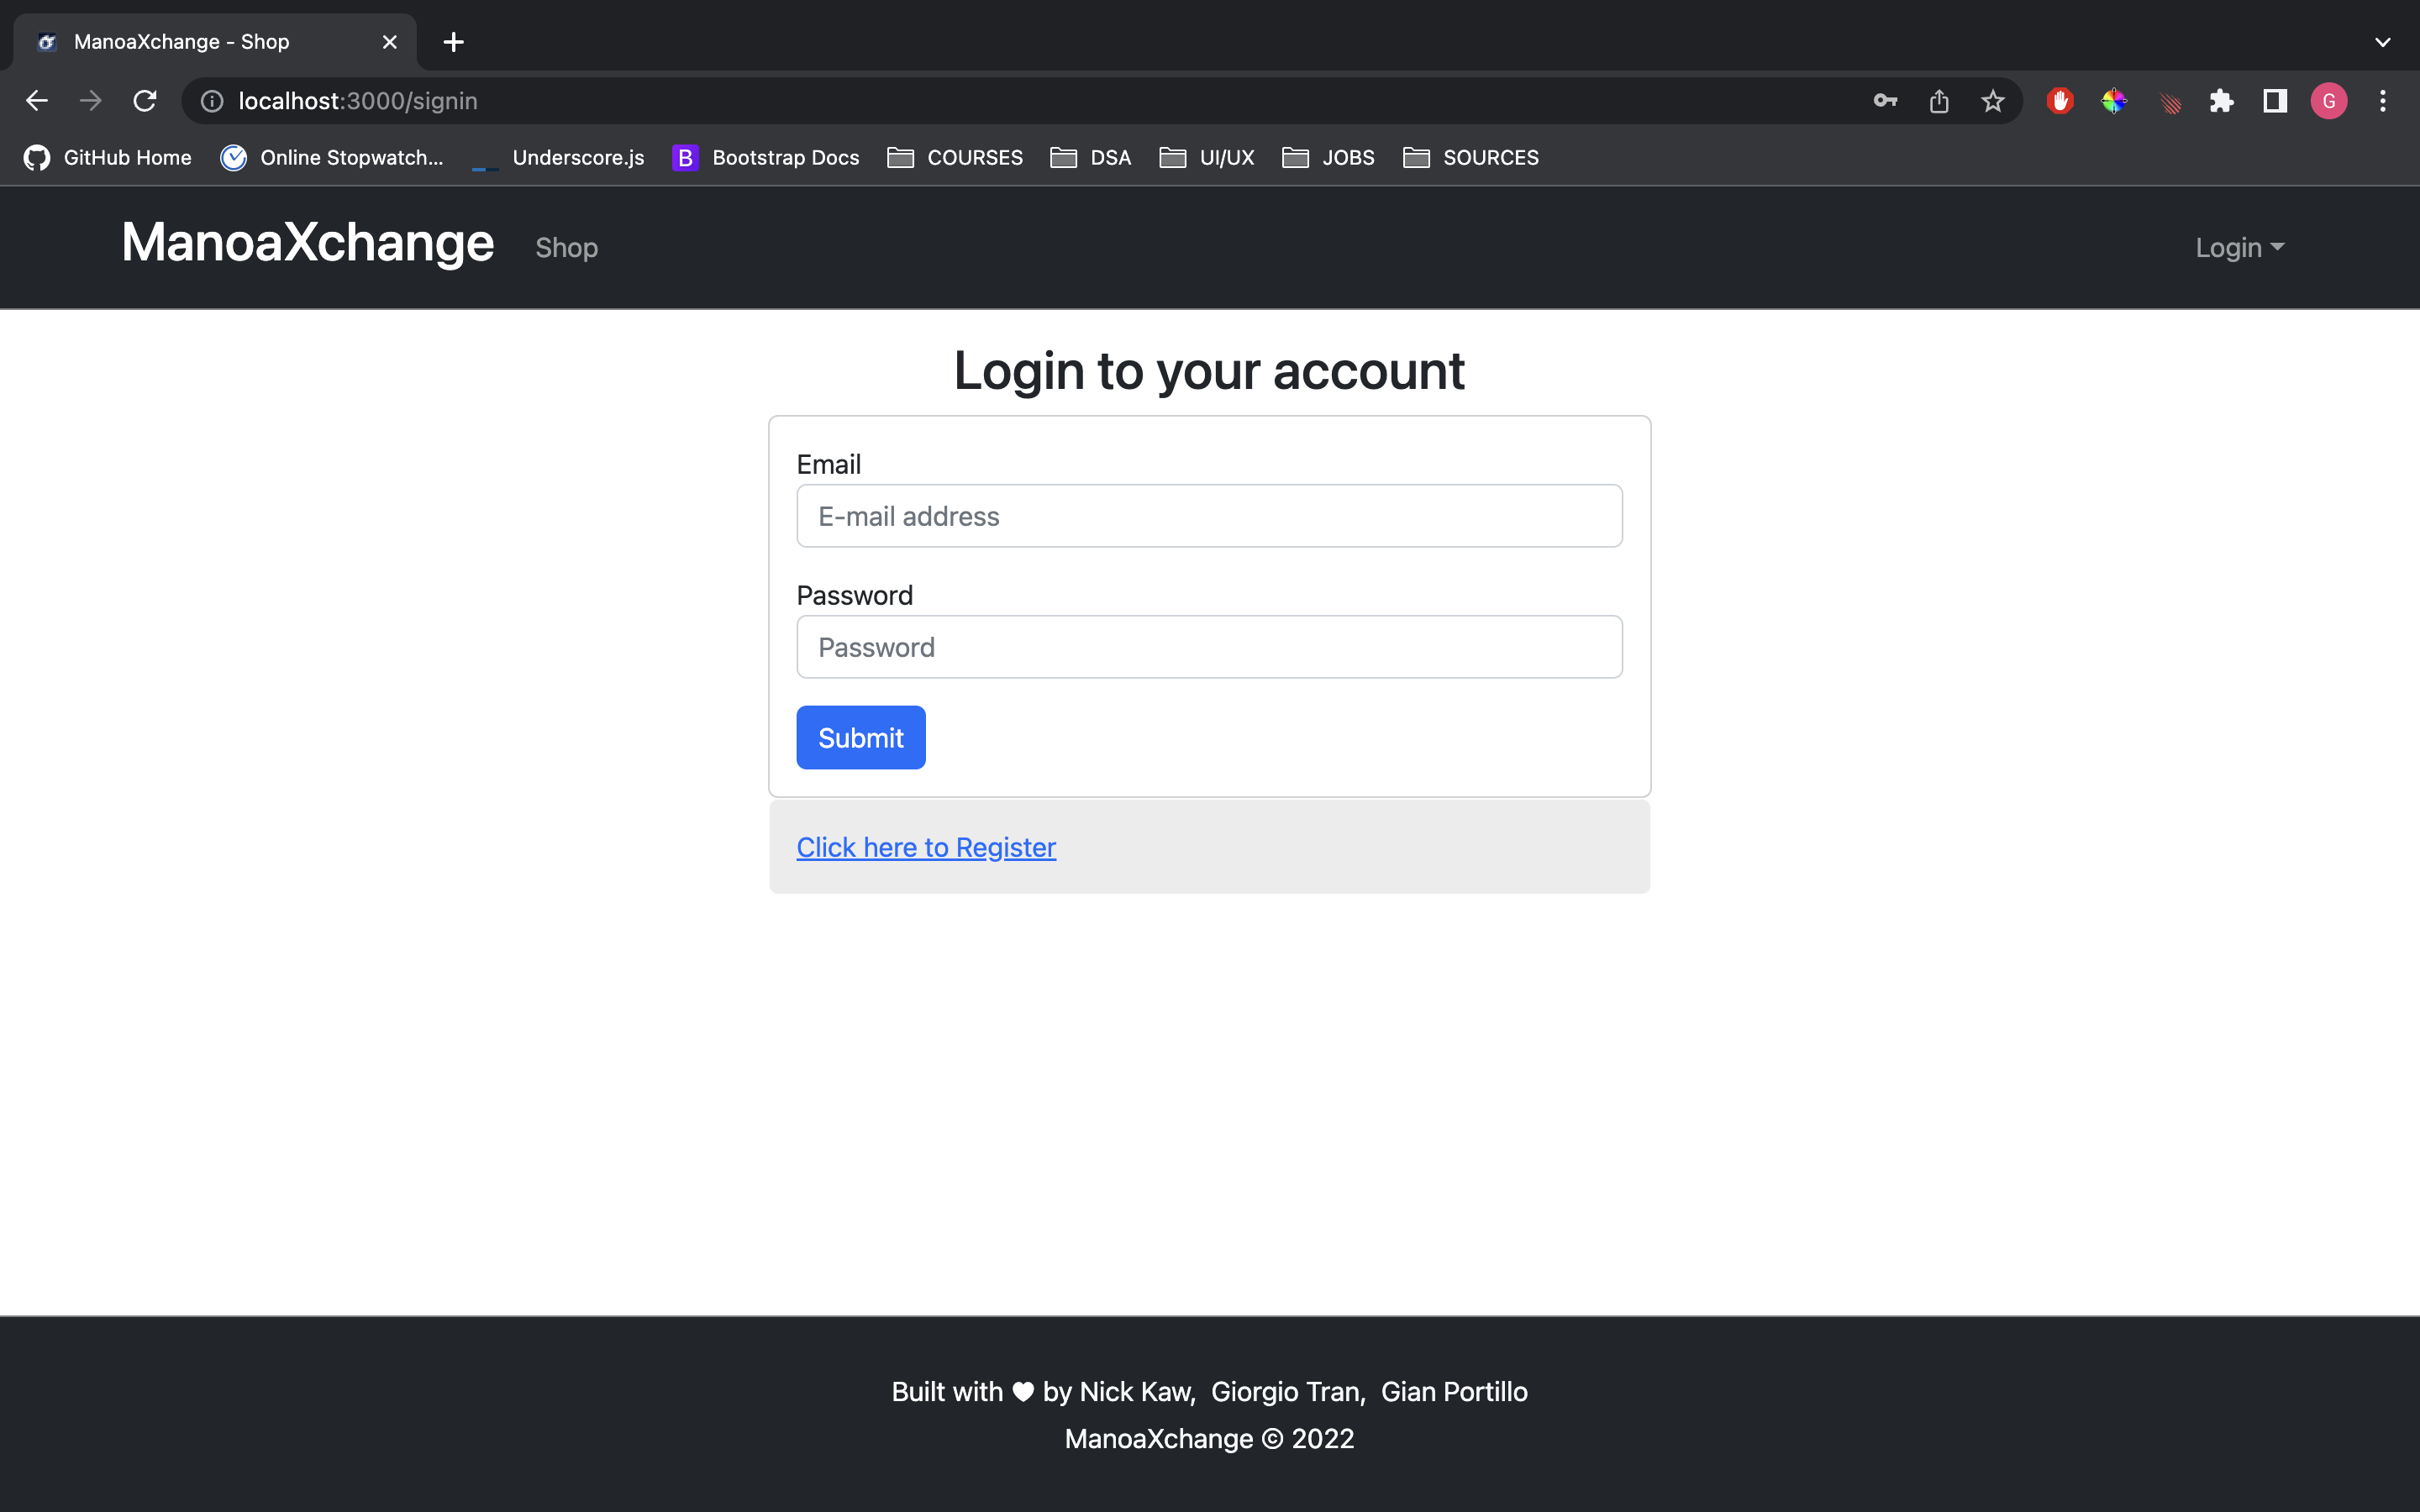 ManoaXchange - Shop
localhost:3000/signin
G
GitHub Home Online Stopwatch... Underscore.js B Bootstrap Docs COURSES DSA UI/UX JOBS SOURCES
ManoaXchange Shop Login
Login to your account
Email
E-mail address
Password
Password
Submit
Click here to Register
Built with ♥ by Nick Kaw, Giorgio Tran, Gian Portillo
ManoaXchange © 2022